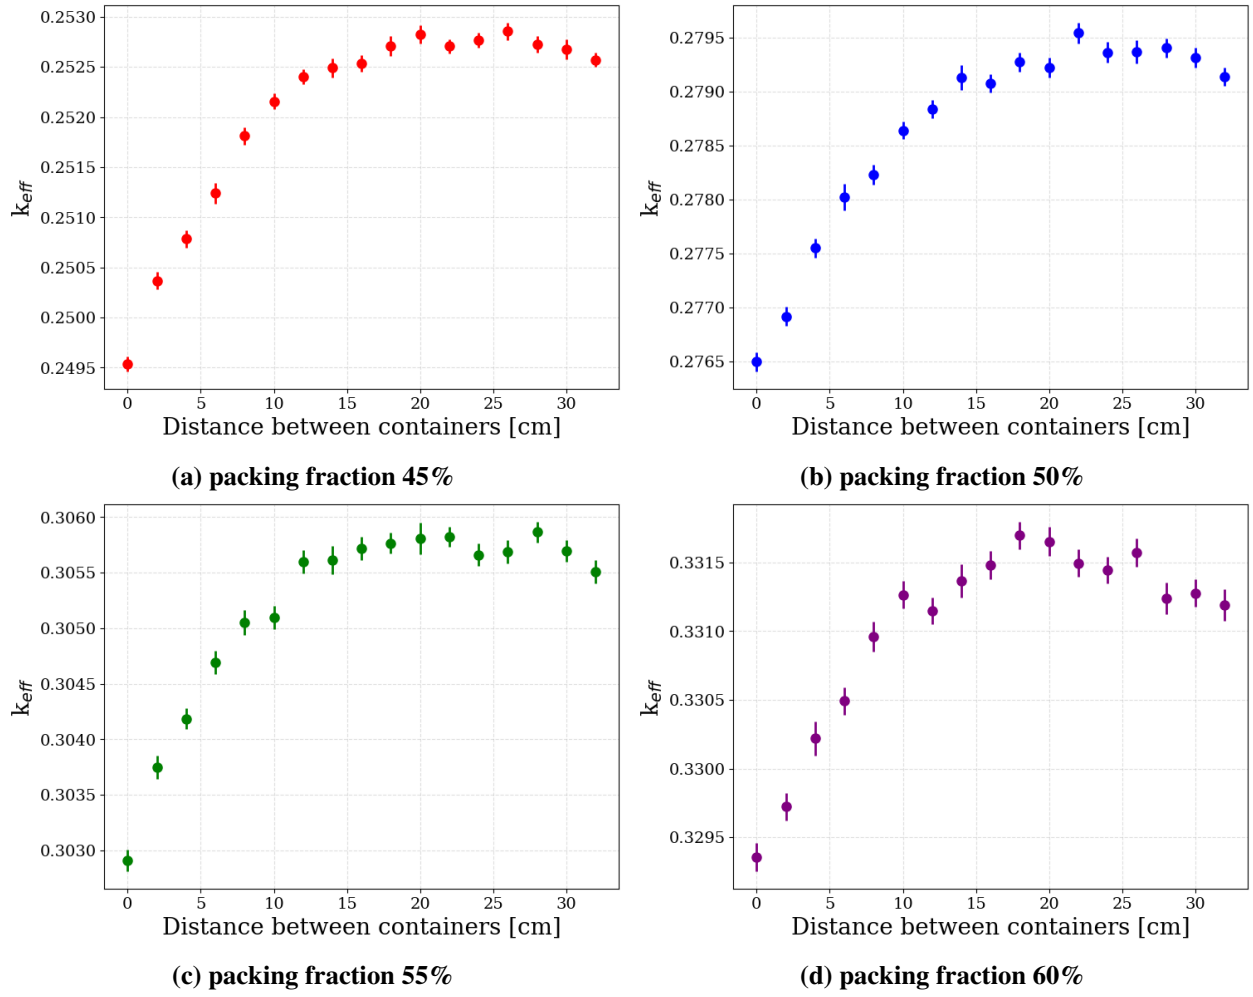 0.2530
0.2525
0.2520
0.2515
0.2510
0.2505
0.2500
0.2495
k_eff
0 5 10 15 20 25 30
Distance between containers [cm]
(a) packing fraction 45%
0.2795
0.2790
0.2785
0.2780
0.2775
0.2770
0.2765
k_eff
0 5 10 15 20 25 30
Distance between containers [cm]
(b) packing fraction 50%
0.3060
0.3055
0.3050
0.3045
0.3040
0.3035
0.3030
k_eff
0 5 10 15 20 25 30
Distance between containers [cm]
(c) packing fraction 55%
0.3315
0.3310
0.3305
0.3300
0.3295
k_eff
0 5 10 15 20 25 30
Distance between containers [cm]
(d) packing fraction 60%